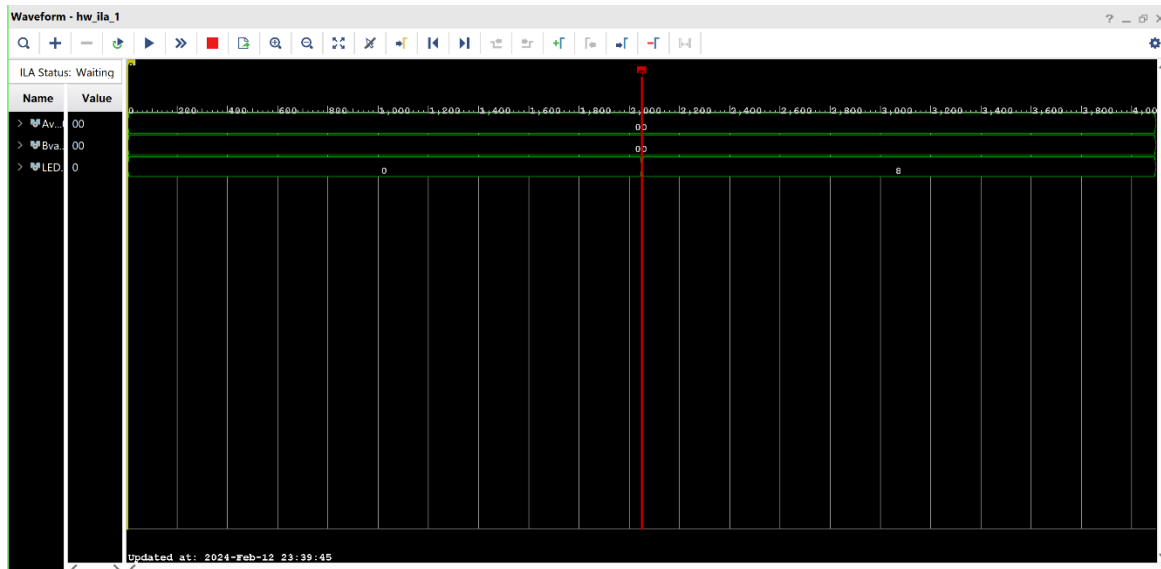 Waveform - hw_ila_1
ILA Status: Waiting
Name Value
0 200 400 600 800 1,000 1,200 1,400 1,600 1,800 2,000 2,200 2,400 2,600 2,800 3,000 3,200 3,400 3,600 3,800 4,00
Av... 00 00
Bva.. 00 00
LED. 0 0 8
Updated at: 2024-Feb-12 23:39:45